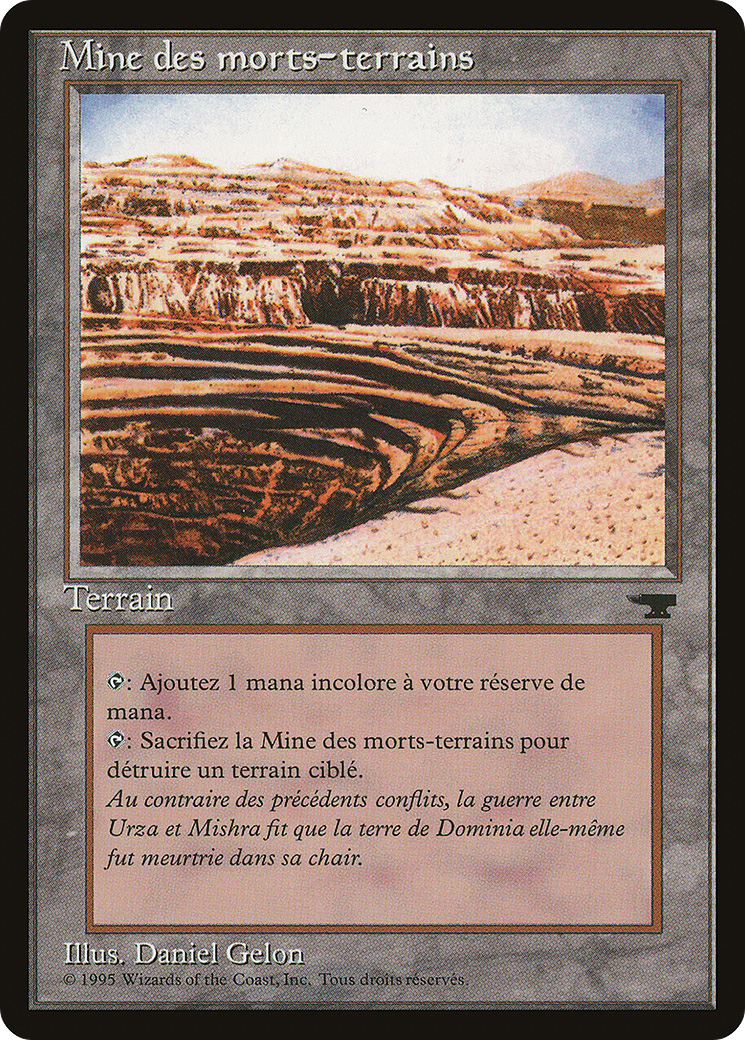 Mine des morts-terrains
Terrain
: Ajoutez 1 mana incolore à votre réserve de
mana.
: Sacrifiez la Mine des morts-terrains pour
détruire un terrain ciblé.
Au contraire des précédents conflits, la guerre entre
Urza et Mishra fit que la terre de Dominia elle-même
fut meurtrie dans sa chair.
Illus. Daniel Gelon
© 1995 Wizards of the Coast, Inc. Tous droits réservés.